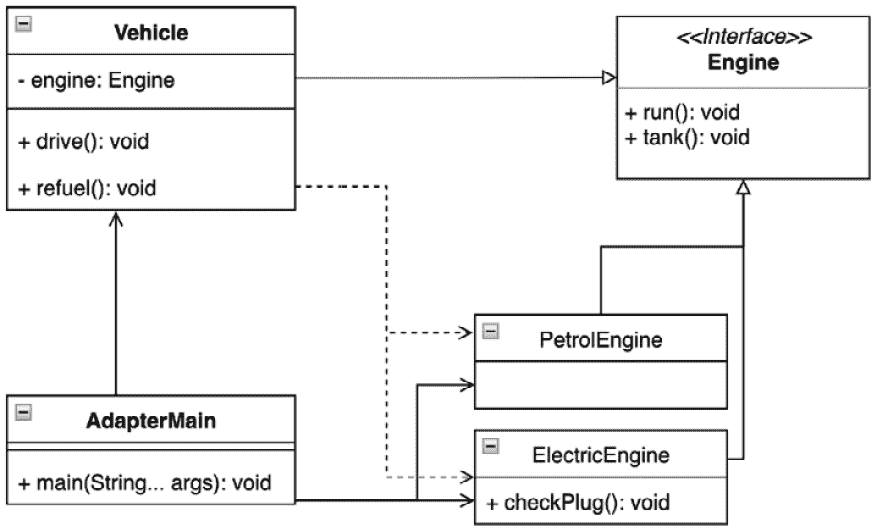 Vehicle
- engine: Engine
+ drive(): void
+ refuel(): void
<<Interface>>
Engine
+ run(): void
+ tank(): void
PetrolEngine
AdapterMain
+ main(String... args): void
ElectricEngine
+ checkPlug(): void